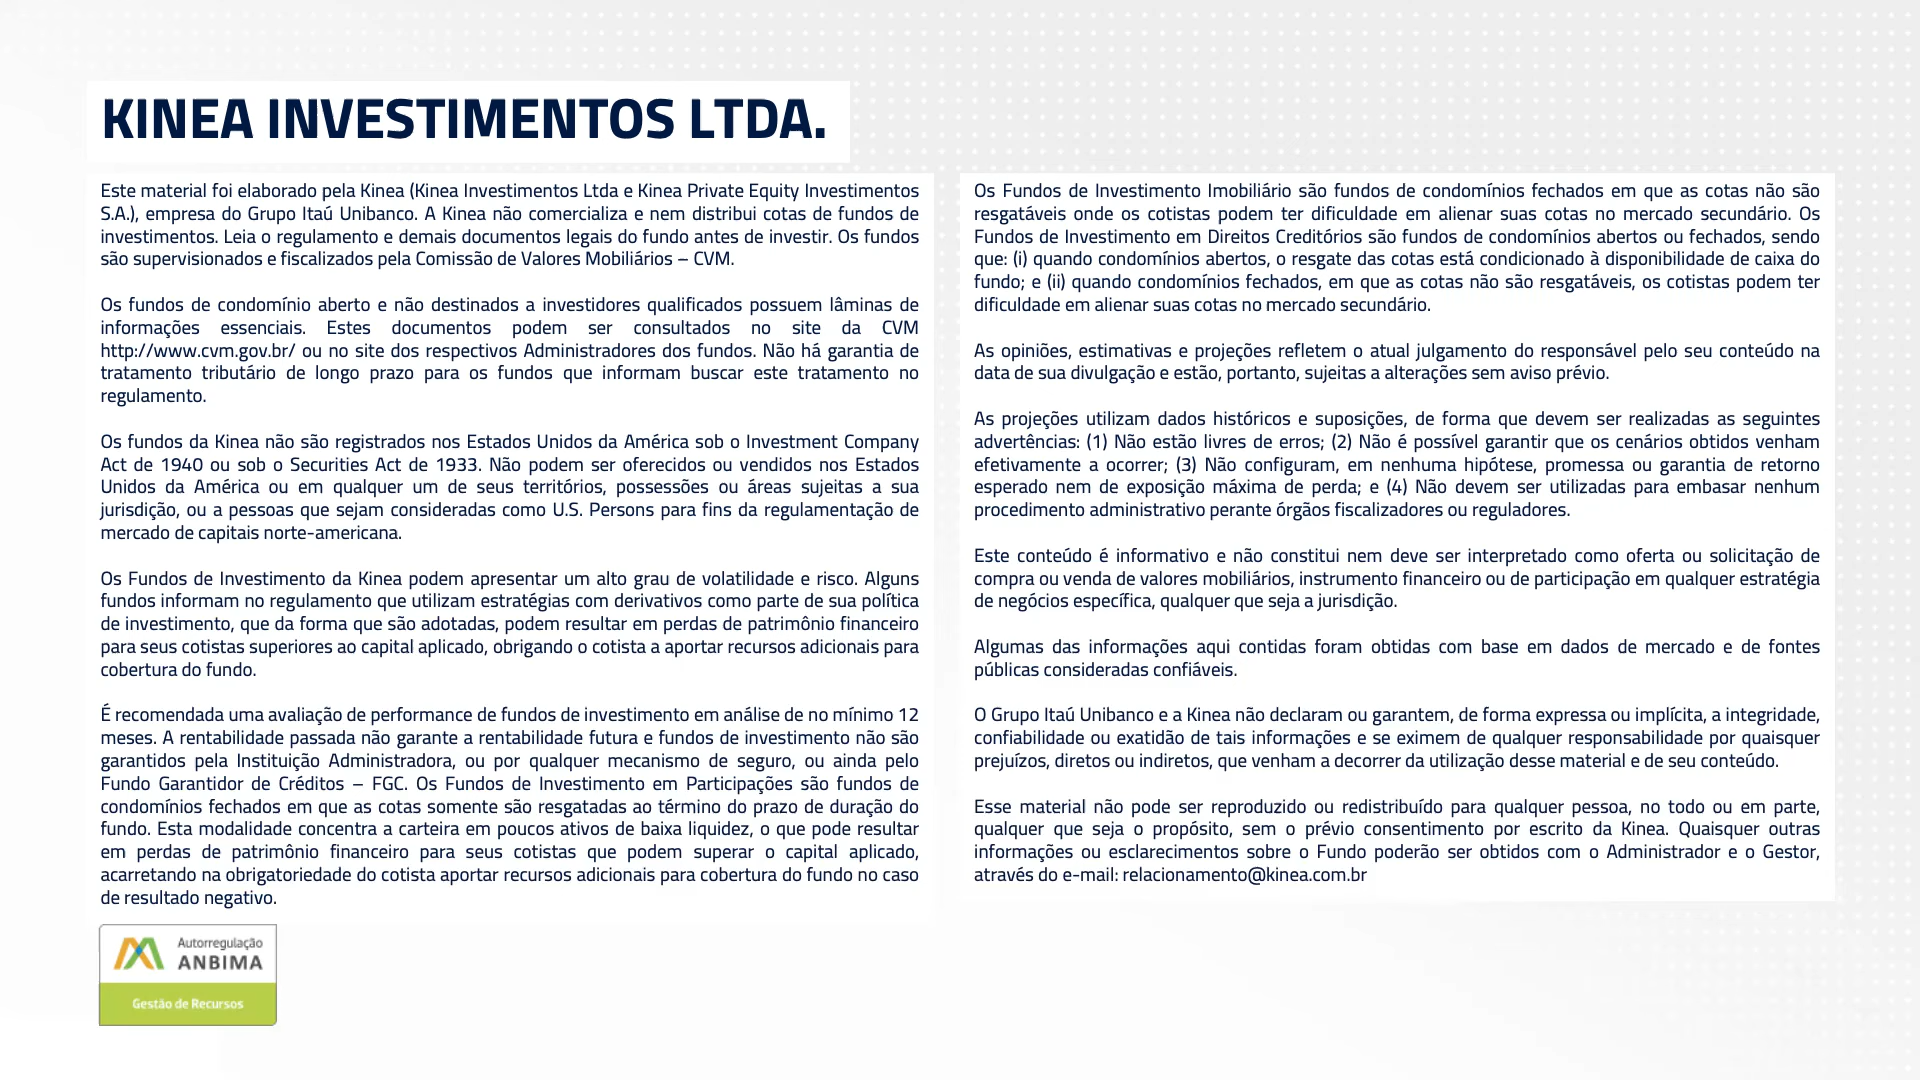 KINEA INVESTIMENTOS LTDA.
Este material foi elaborado pela Kinea (Kinea Investimentos Ltda e Kinea Private Equity Investimentos
S.A.), empresa do Grupo Itaú Unibanco. A Kinea não comercializa e nem distribui cotas de fundos de
investimentos. Leia o regulamento e demais documentos legais do fundo antes de investir. Os fundos
são supervisionados e fiscalizados pela Comissão de Valores Mobiliários – CVM.
Os fundos de condomínio aberto e não destinados a investidores qualificados possuem lâminas de
informações essenciais. Estes documentos podem ser consultados no site da CVM
http://www.cvm.gov.br/ ou no site dos respectivos Administradores dos fundos. Não há garantia de
tratamento tributário de longo prazo para os fundos que informam buscar este tratamento no
regulamento.
Os fundos da Kinea não são registrados nos Estados Unidos da América sob o Investment Company
Act de 1940 ou sob o Securities Act de 1933. Não podem ser oferecidos ou vendidos nos Estados
Unidos da América ou em qualquer um de seus territórios, possessões ou áreas sujeitas a sua
jurisdição, ou a pessoas que sejam consideradas como U.S. Persons para fins da regulamentação de
mercado de capitais norte-americana.
Os Fundos de Investimento da Kinea podem apresentar um alto grau de volatilidade e risco. Alguns
fundos informam no regulamento que utilizam estratégias com derivativos como parte de sua política
de investimento, que da forma que são adotadas, podem resultar em perdas de patrimônio financeiro
para seus cotistas superiores ao capital aplicado, obrigando o cotista a aportar recursos adicionais para
cobertura do fundo.
É recomendada uma avaliação de performance de fundos de investimento em análise de no mínimo 12
meses. A rentabilidade passada não garante a rentabilidade futura e fundos de investimento não são
garantidos pela Instituição Administradora, ou por qualquer mecanismo de seguro, ou ainda pelo
Fundo Garantidor de Créditos – FGC. Os Fundos de Investimento em Participações são fundos de
condomínios fechados em que as cotas somente são resgatadas ao término do prazo de duração do
fundo. Esta modalidade concentra a carteira em poucos ativos de baixa liquidez, o que pode resultar
em perdas de patrimônio financeiro para seus cotistas que podem superar o capital aplicado,
acarretando na obrigatoriedade do cotista aportar recursos adicionais para cobertura do fundo no caso
de resultado negativo.
Autorregulação
ANBIMA
Gestão de Recursos
Os Fundos de Investimento Imobiliário são fundos de condomínios fechados em que as cotas não são
resgatáveis onde os cotistas podem ter dificuldade em alienar suas cotas no mercado secundário. Os
Fundos de Investimento em Direitos Creditórios são fundos de condomínios abertos ou fechados, sendo
que: (i) quando condomínios abertos, o resgate das cotas está condicionado à disponibilidade de caixa do
fundo; e (ii) quando condomínios fechados, em que as cotas não são resgatáveis, os cotistas podem ter
dificuldade em alienar suas cotas no mercado secundário.
As opiniões, estimativas e projeções refletem o atual julgamento do responsável pelo seu conteúdo na
data de sua divulgação e estão, portanto, sujeitas a alterações sem aviso prévio.
As projeções utilizam dados históricos e suposições, de forma que devem ser realizadas as seguintes
advertências: (1) Não estão livres de erros; (2) Não é possível garantir que os cenários obtidos venham
efetivamente a ocorrer; (3) Não configuram, em nenhuma hipótese, promessa ou garantia de retorno
esperado nem de exposição máxima de perda; e (4) Não devem ser utilizadas para embasar nenhum
procedimento administrativo perante órgãos fiscalizadores ou reguladores.
Este conteúdo é informativo e não constitui nem deve ser interpretado como oferta ou solicitação de
compra ou venda de valores mobiliários, instrumento financeiro ou de participação em qualquer estratégia
de negócios específica, qualquer que seja a jurisdição.
Algumas das informações aqui contidas foram obtidas com base em dados de mercado e de fontes
públicas consideradas confiáveis.
O Grupo Itaú Unibanco e a Kinea não declaram ou garantem, de forma expressa ou implícita, a integridade,
confiabilidade ou exatidão de tais informações e se eximem de qualquer responsabilidade por quaisquer
prejuízos, diretos ou indiretos, que venham a decorrer da utilização desse material e de seu conteúdo.
Esse material não pode ser reproduzido ou redistribuído para qualquer pessoa, no todo ou em parte,
qualquer que seja o propósito, sem o prévio consentimento por escrito da Kinea. Quaisquer outras
informações ou esclarecimentos sobre o Fundo poderão ser obtidos com o Administrador e o Gestor,
através do e-mail: relacionamento@kinea.com.br